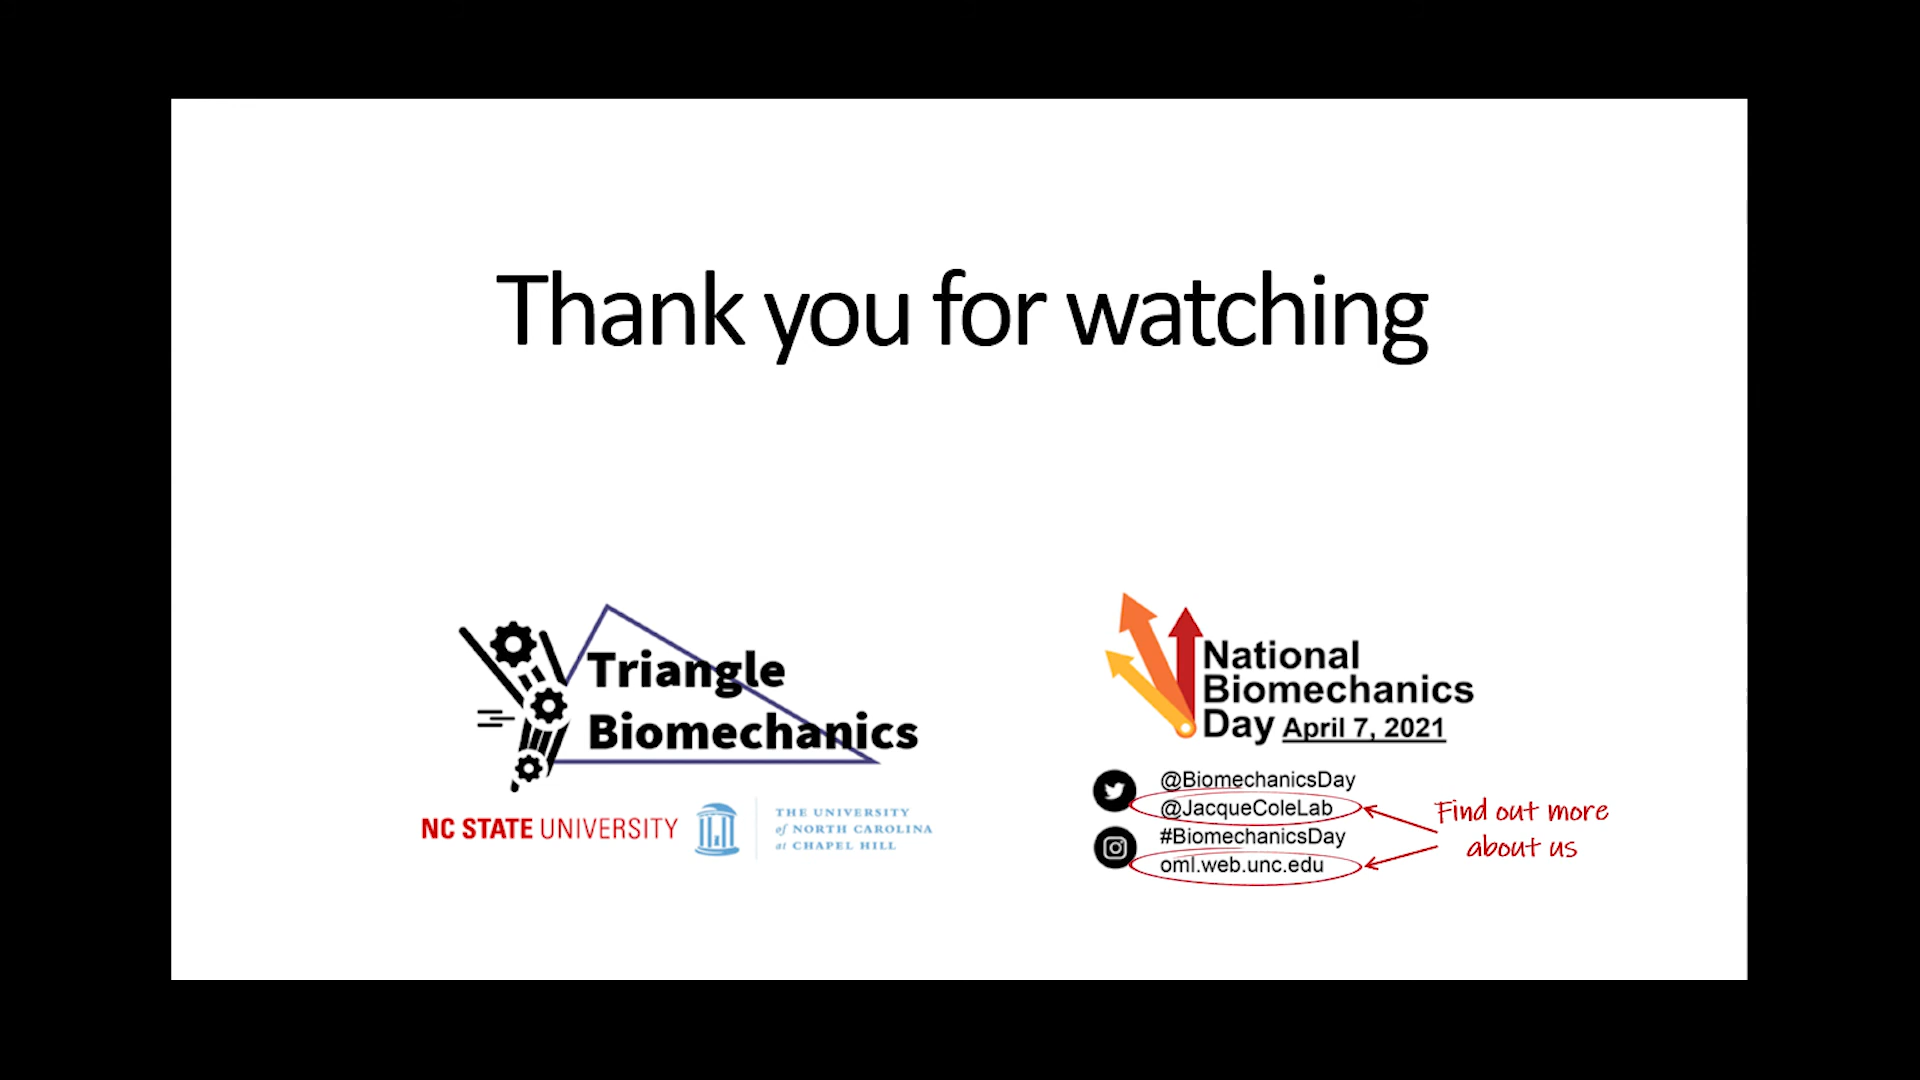 Thank you for watching
Triangle
Biomechanics
NC STATE UNIVERSITY
THE UNIVERSITY
of NORTH CAROLINA
at CHAPEL HILL
National
Biomechanics
Day April 7, 2021
@BiomechanicsDay
@JacqueColeLab
#BiomechanicsDay
oml.web.unc.edu
Find out more
about us